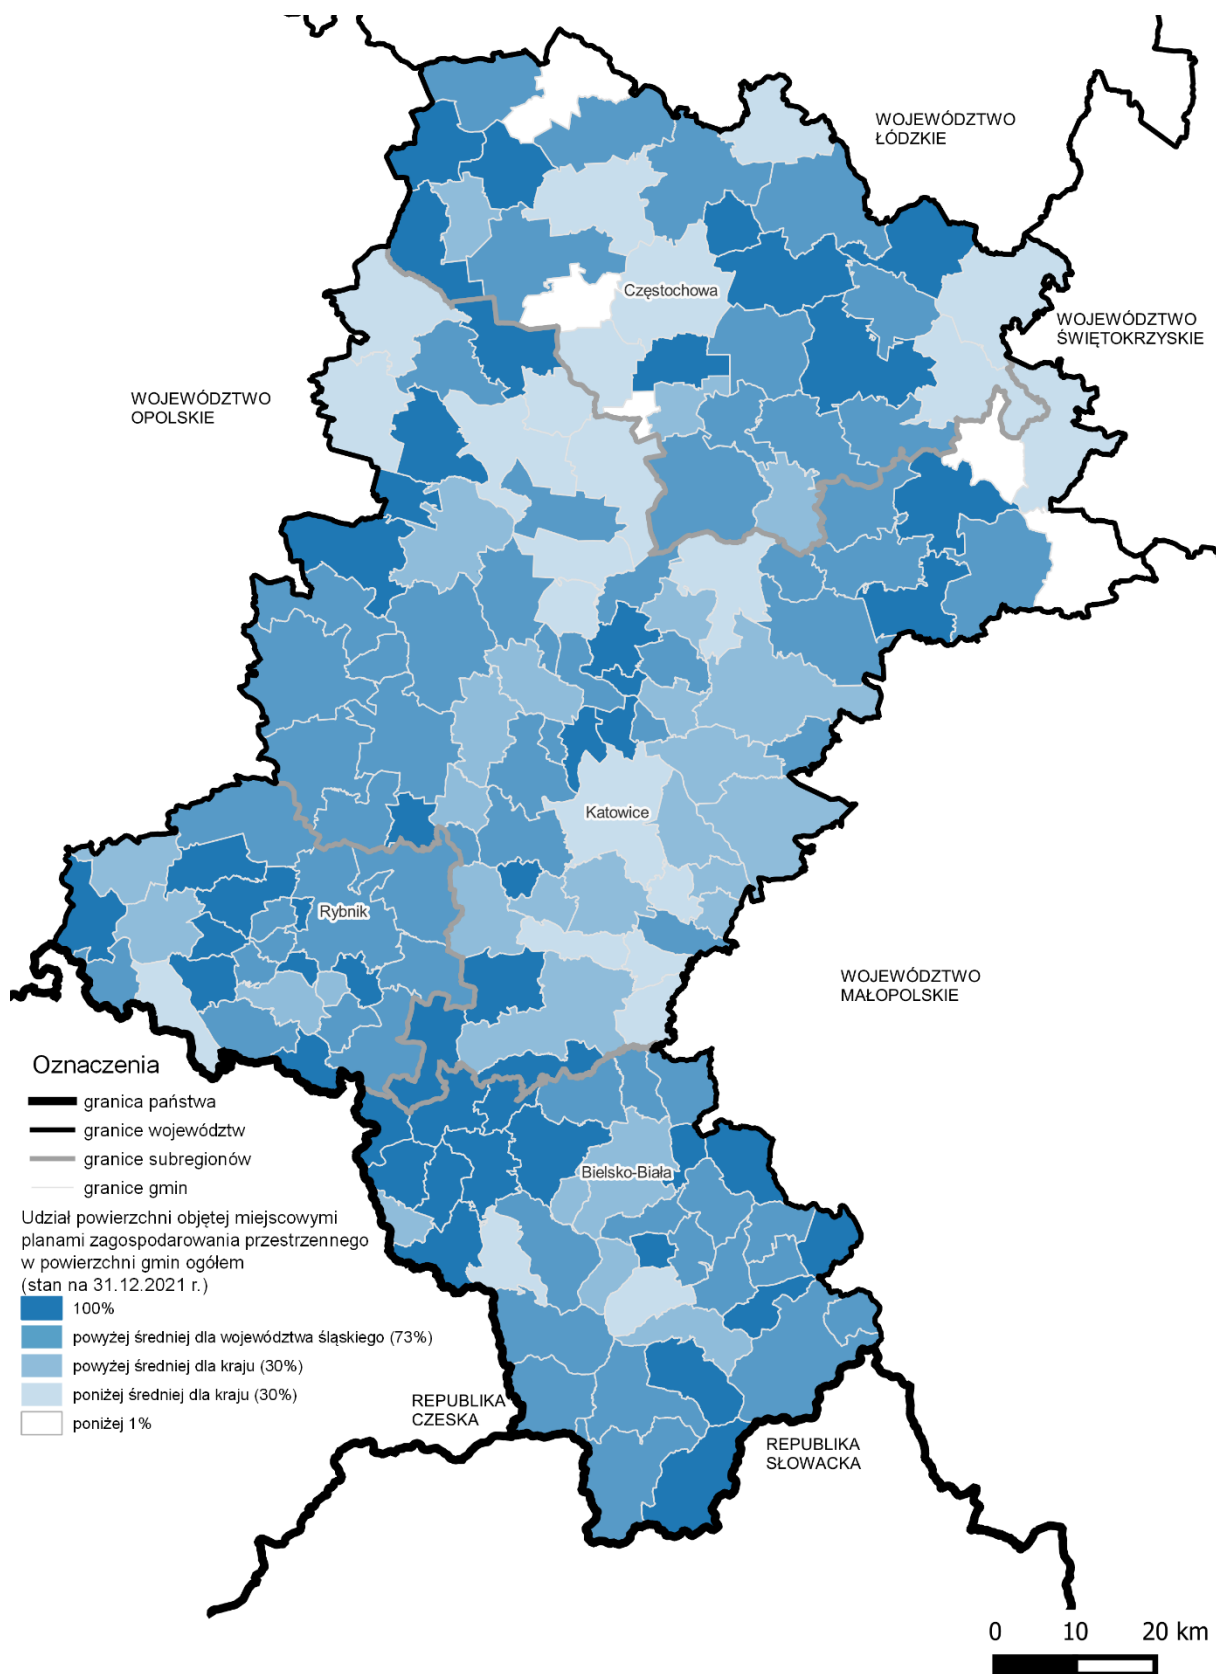 WOJEWÓDZTWO
ŁÓDZKIE
Częstochowa
WOJEWÓDZTWO
ŚWIĘTOKRZYSKIE
WOJEWÓDZTWO
OPOLSKIE
Katowice
Rybnik
WOJEWÓDZTWO
MAŁOPOLSKIE
Bielsko-Biała
REPUBLIKA
CZESKA
REPUBLIKA
SŁOWACKA
Oznaczenia
granica państwa
granice województw
granice subregionów
granice gmin
Udział powierzchni objętej miejscowymi
planami zagospodarowania przestrzennego
w powierzchni gmin ogółem
(stan na 31.12.2021 r.)
100%
powyżej średniej dla województwa śląskiego (73%)
powyżej średniej dla kraju (30%)
poniżej średniej dla kraju (30%)
poniżej 1%
0 10 20 km